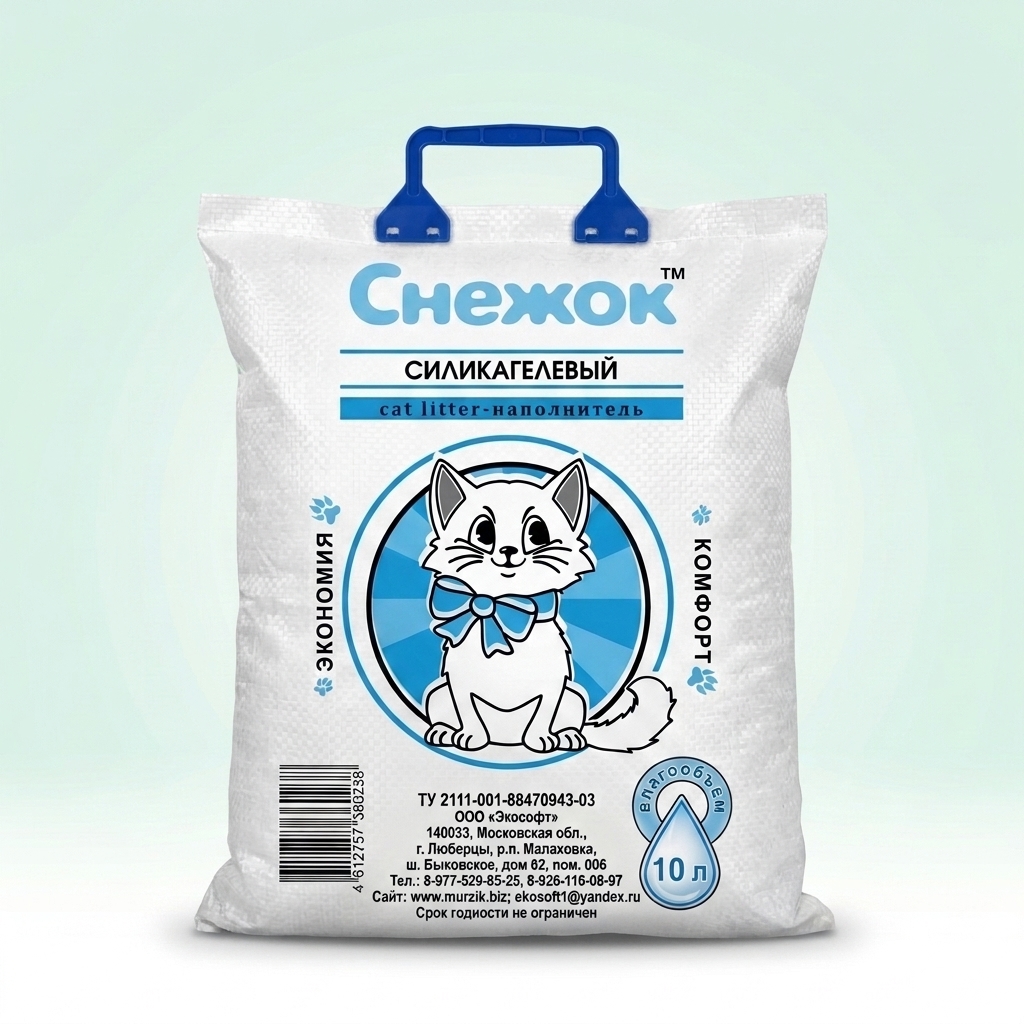 Снежок™
СИЛИКАГЕЛЕВЫЙ
cat litter-наполнитель
ЭКОНОМИЯ
КОМФОРТ
ВЛАГООБЪЕМ
10 л
4 612757 580238
ТУ 2111-001-88470943-03
ООО «Экософт»
140033, Московская обл.,
г. Люберцы, р.п. Малаховка,
ш. Быковское, дом 62, пом. 006
Тел.: 8-977-529-85-25, 8-926-116-08-97
Сайт: www.murzik.biz; ekosoft1@yandex.ru
Срок годности не ограничен